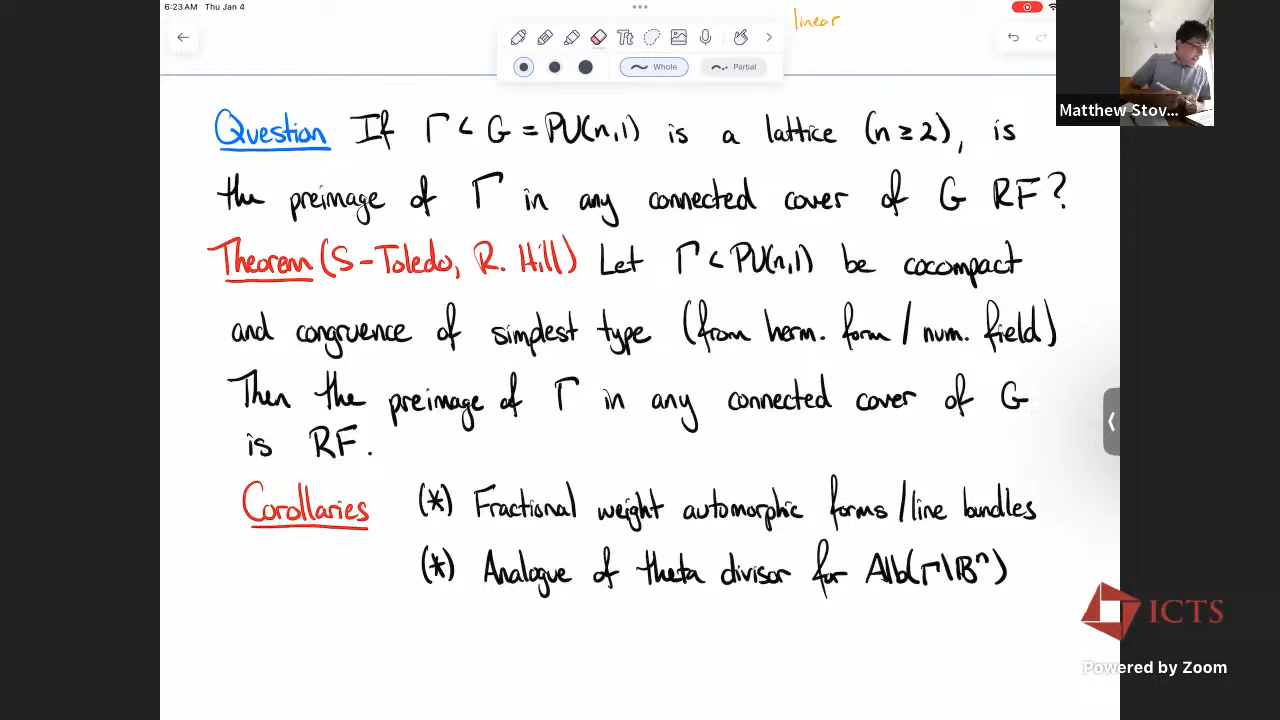 6:23 AM Thu Jan 4
linear
Whole
Partial
Matthew Stov...
Question If Γ < G = PU(n,1) is a lattice (n ≥ 2), is
the preimage of Γ in any connected cover of G RF?
Theorem (S-Toledo, R. Hill) Let Γ < PU(n,1) be cocompact
and congruence of simplest type (from herm. form / num. field)
Then the preimage of Γ in any connected cover of G
is RF.
Corollaries (*) Fractional weight automorphic forms/line bundles
(*) Analogue of theta divisor for Alb(Γ\𝔹ⁿ)
ICTS
Powered by Zoom